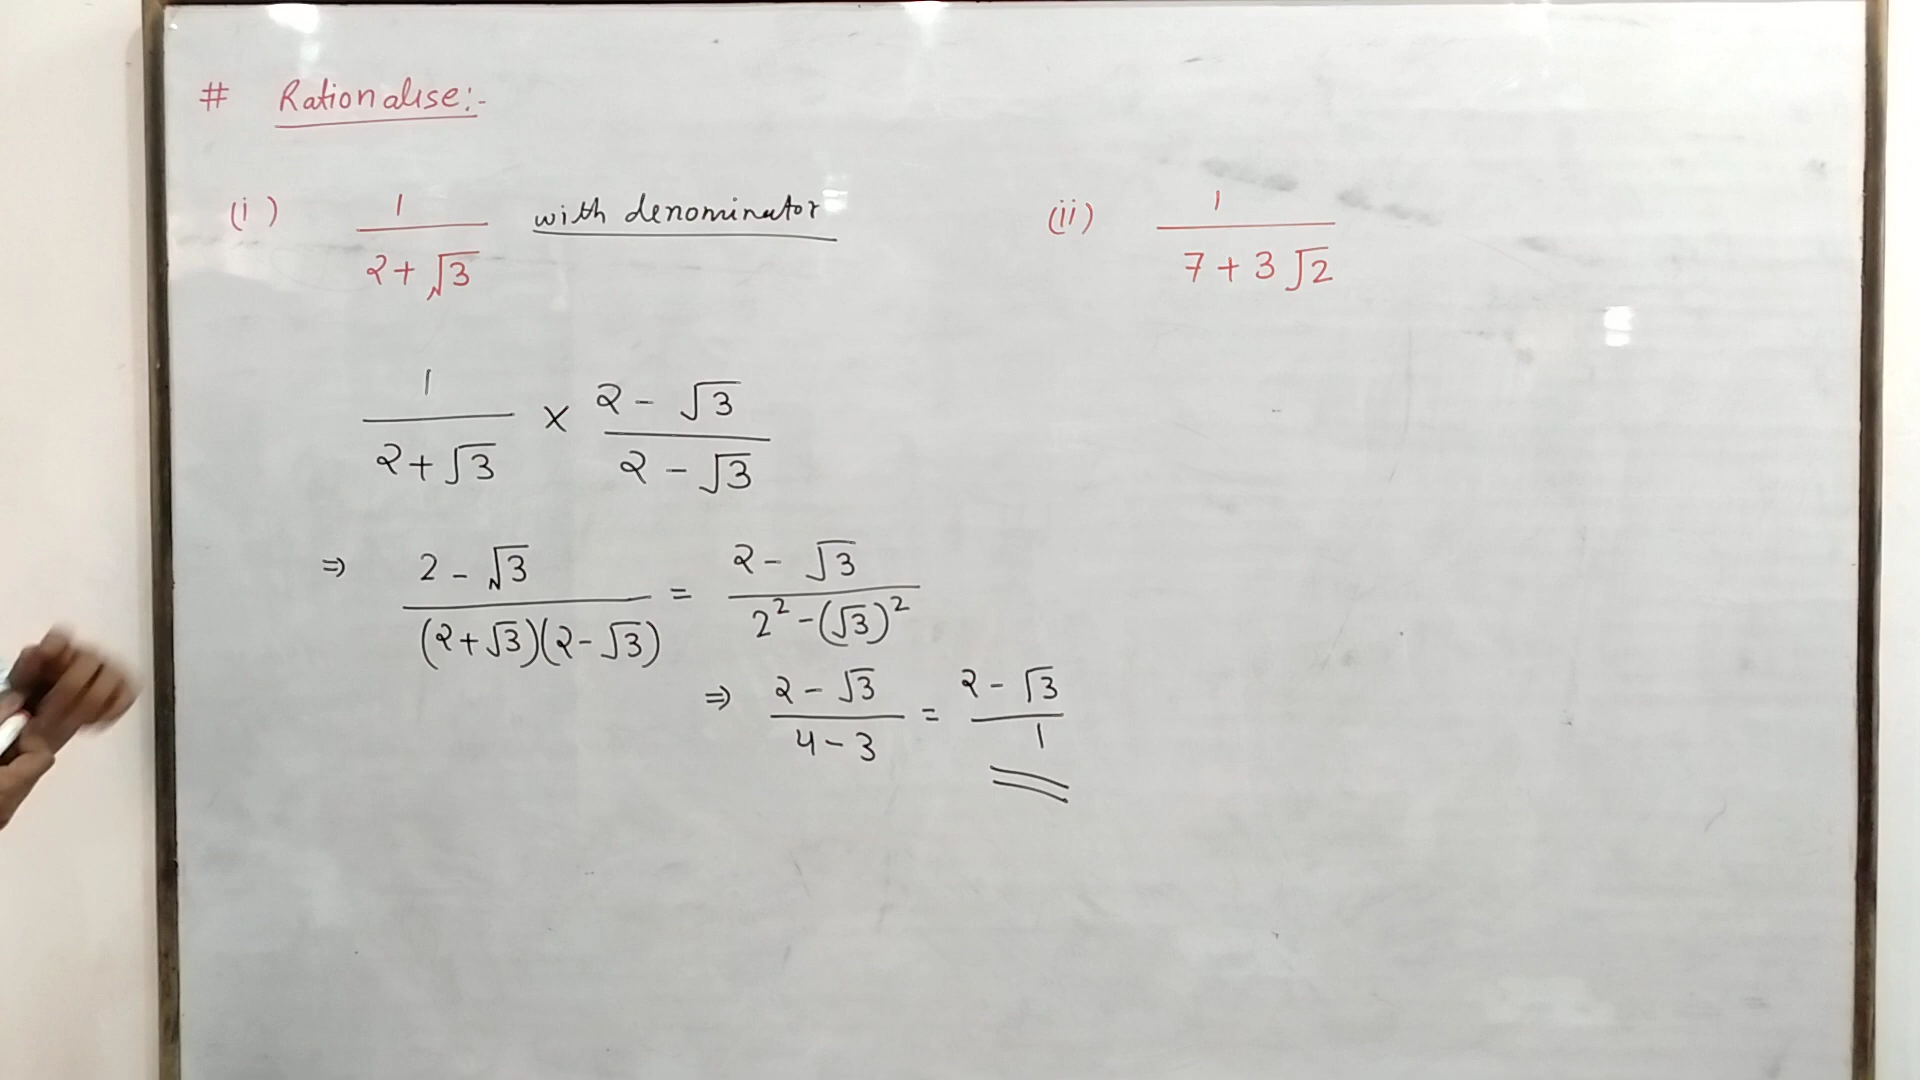 # Rationalise:-
(i) 1/(2+√3) with denominator
(ii) 1/(7+3√2)
1/(2+√3) × (2-√3)/(2-√3)
⇒ (2-√3)/((2+√3)(2-√3)) = (2-√3)/(2²-(√3)²)
⇒ (2-√3)/(4-3) = (2-√3)/1